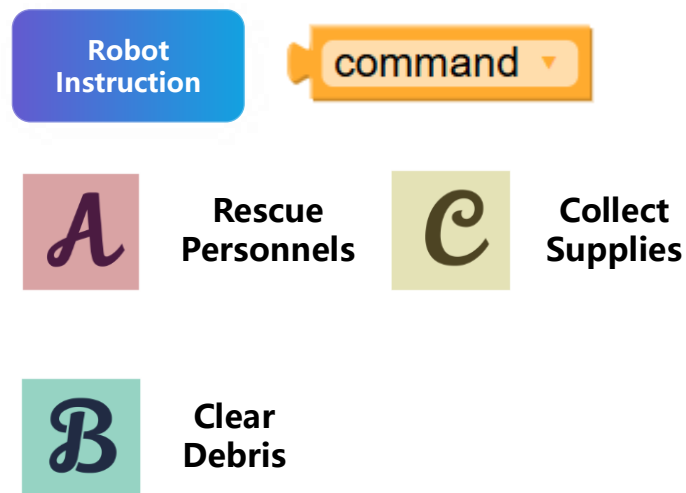 Robot
Instruction
command
A
Rescue
Personnels
C
Collect
Supplies
B
Clear
Debris